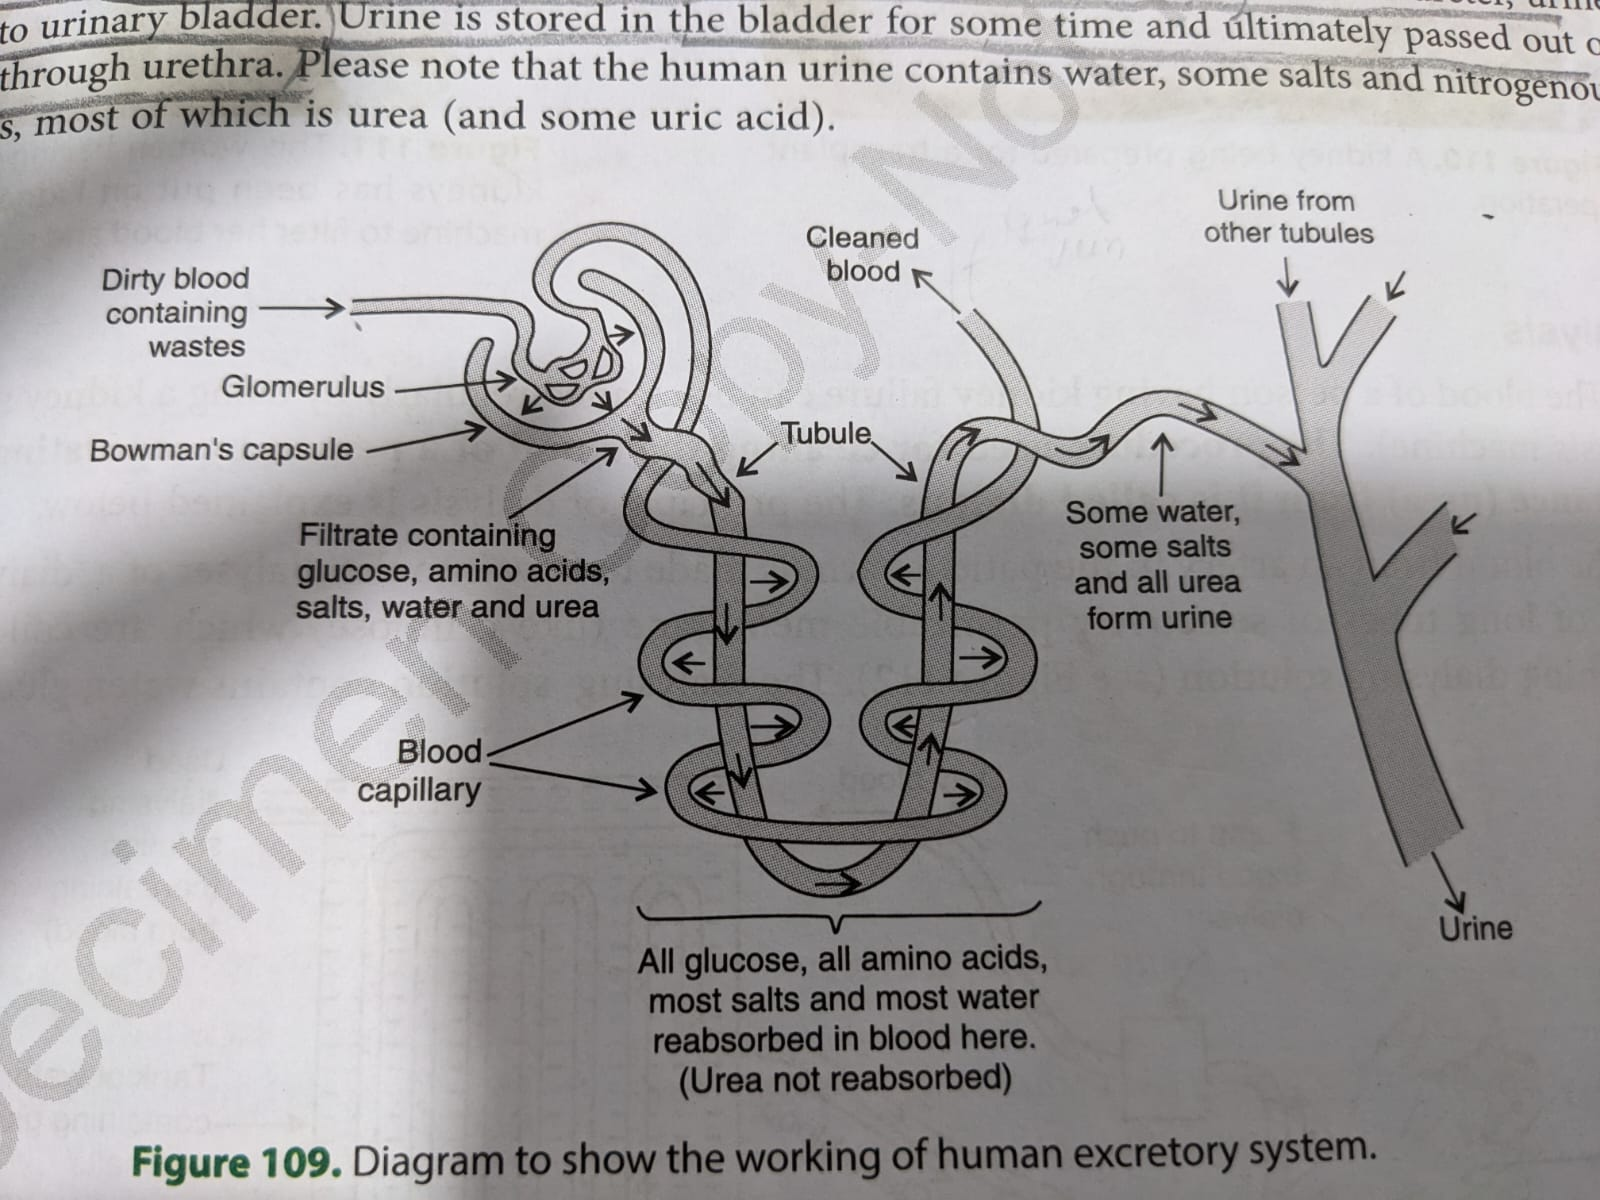 to urinary bladder. Urine is stored in the bladder for some time and ultimately passed out
through urethra. Please note that the human urine contains water, some salts and
s, most of which is urea (and some uric acid).
Urine from
other tubules
Cleaned
blood
Dirty blood
containing
wastes
Glomerulus
Bowman's capsule
Tubule
Filtrate containing
glucose, amino acids,
salts, water and urea
Some water,
some salts
and all urea
form urine
Blood
capillary
Urine
All glucose, all amino acids,
most salts and most water
reabsorbed in blood here.
(Urea not reabsorbed)
Figure 109. Diagram to show the working of human excretory system.
ecimen Copy-No